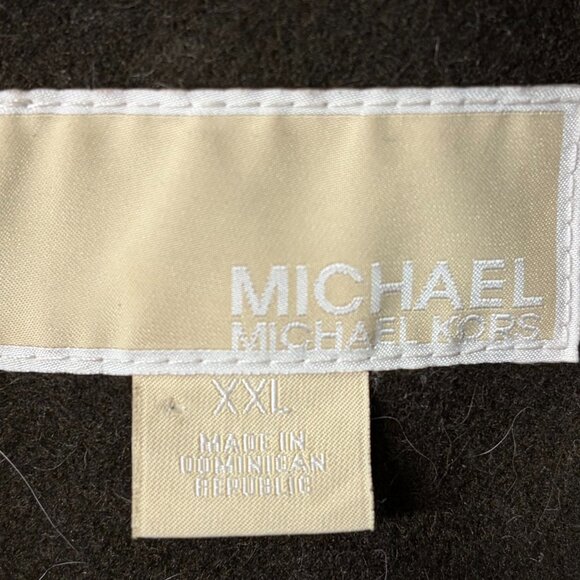 MICHAEL
MICHAEL KORS
XXL
MADE IN
DOMINICAN
REPUBLIC